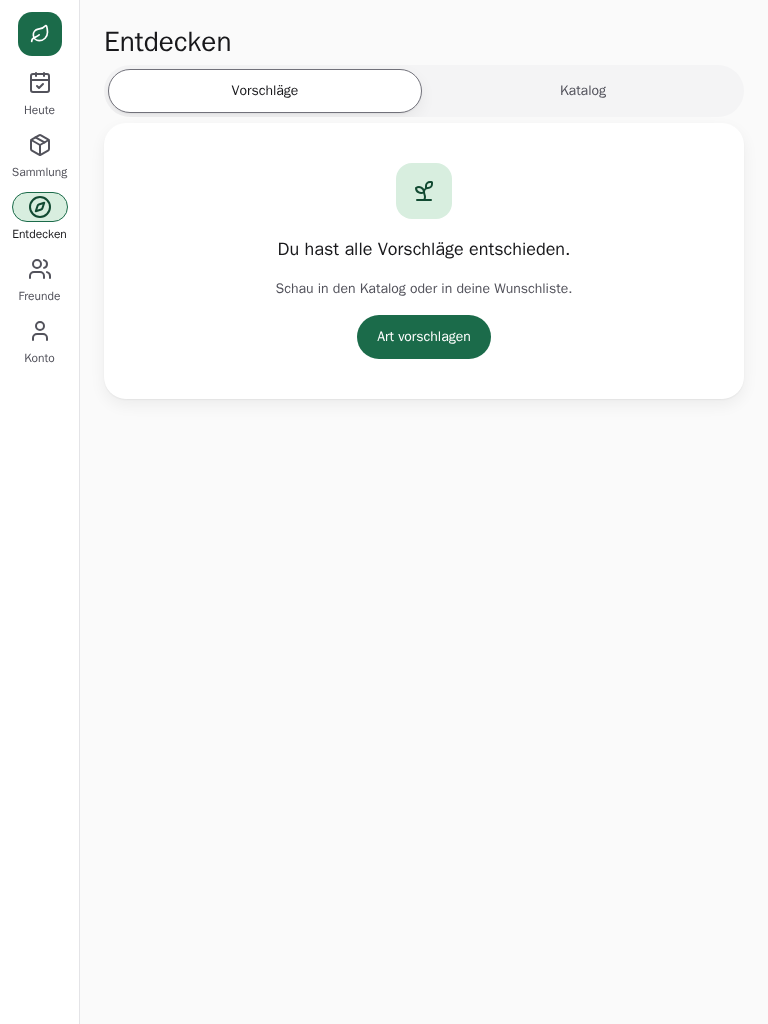 Entdecken
Vorschläge
Katalog
Heute
Sammlung
Entdecken
Freunde
Konto
Du hast alle Vorschläge entschieden.
Schau in den Katalog oder in deine Wunschliste.
Art vorschlagen